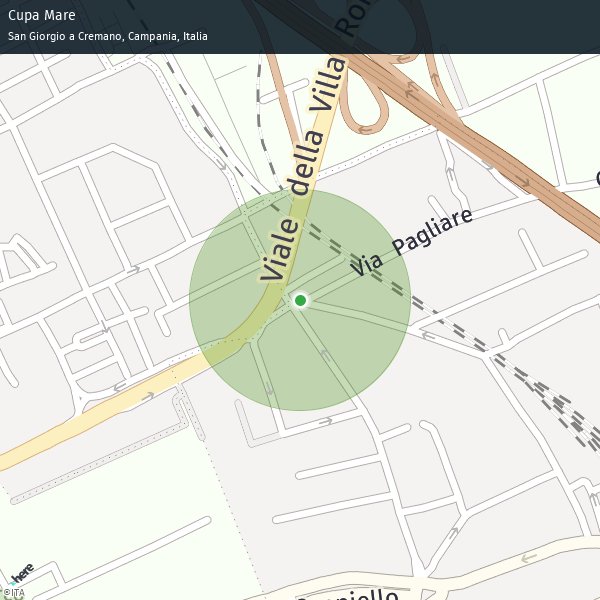 Cupa Mare
San Giorgio a Cremano, Campania, Italia
Viale della Villa
Via Pagliare
here
©ITA